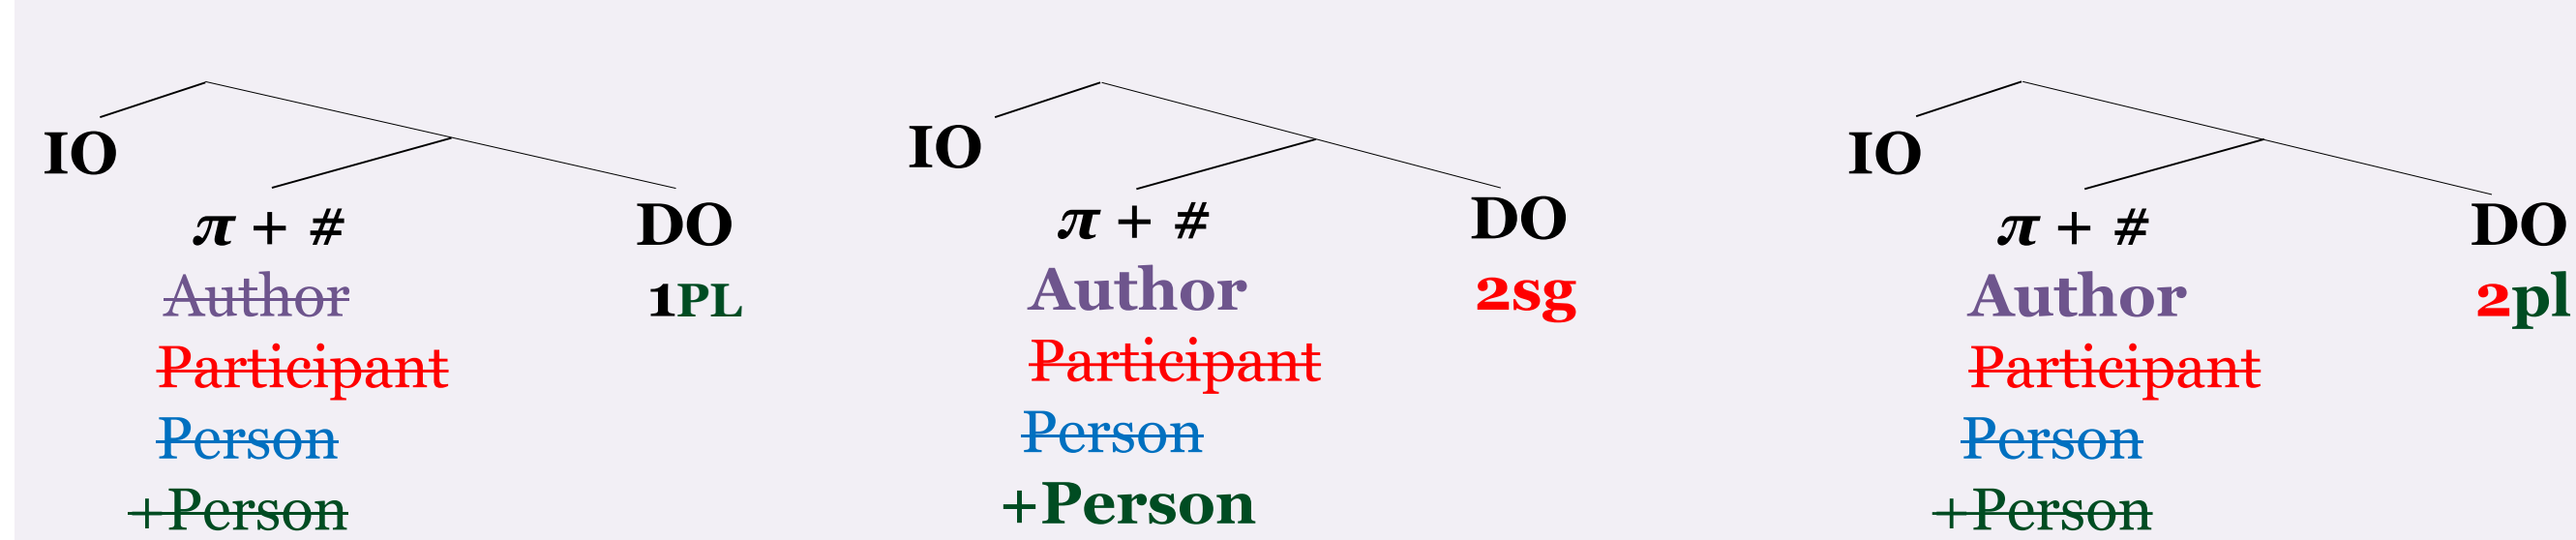 IO
π + #
DO
Author
1PL
Participant
Person
+Person
IO
π + #
DO
Author
2sg
Participant
Person
+Person
IO
π + #
DO
Author
2pl
Participant
Person
+Person